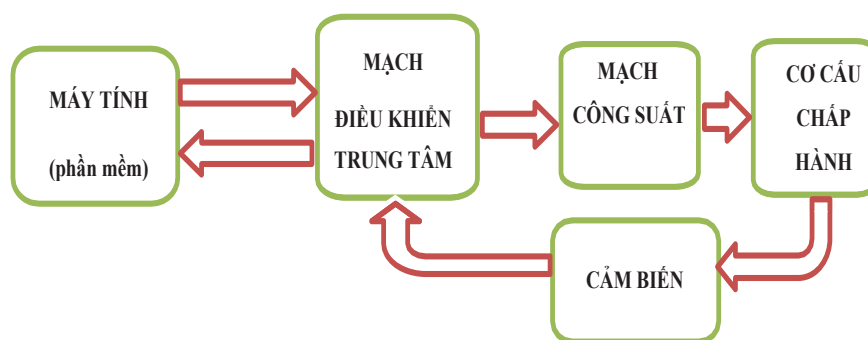 MÁY TÍNH
(phần mềm)
MẠCH
ĐIỀU KHIỂN
TRUNG TÂM
MẠCH
CÔNG SUẤT
CƠ CẤU
CHẤP
HÀNH
CẢM BIẾN